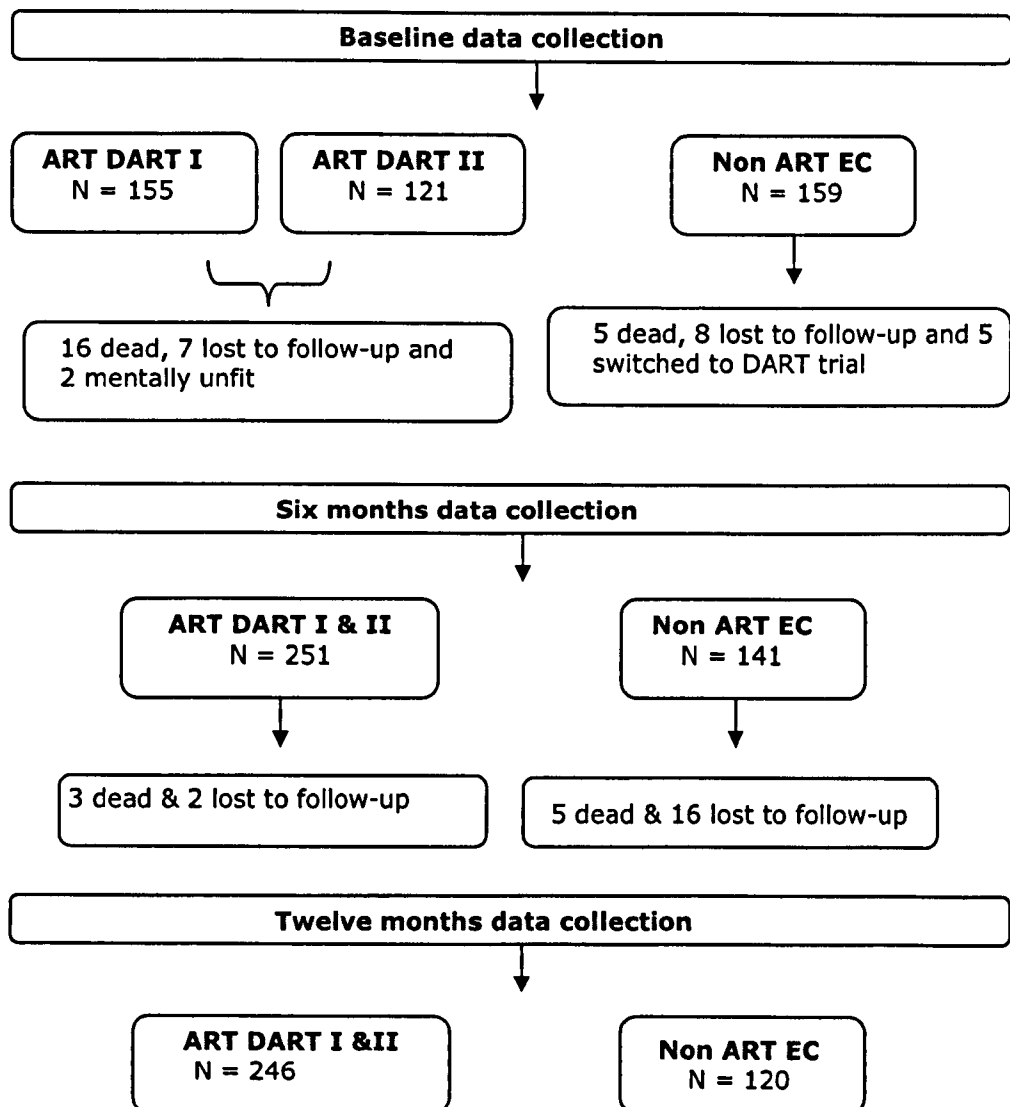 Baseline data collection
ART DART I
N = 155
ART DART II
N = 121
Non ART EC
N = 159
16 dead, 7 lost to follow-up and
2 mentally unfit
5 dead, 8 lost to follow-up and 5
switched to DART trial
Six months data collection
ART DART I & II
N = 251
Non ART EC
N = 141
3 dead & 2 lost to follow-up
5 dead & 16 lost to follow-up
Twelve months data collection
ART DART I &II
N = 246
Non ART EC
N = 120